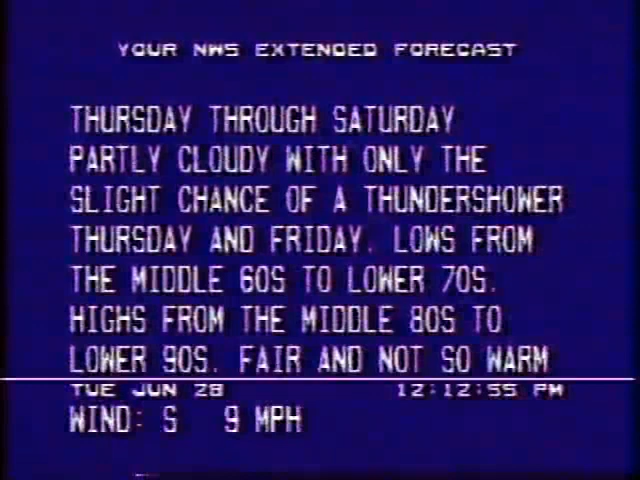 YOUR NWS EXTENDED FORECAST
THURSDAY THROUGH SATURDAY
PARTLY CLOUDY WITH ONLY THE
SLIGHT CHANCE OF A THUNDERSHOWER
THURSDAY AND FRIDAY. LOWS FROM
THE MIDDLE 60S TO LOWER 70S.
HIGHS FROM THE MIDDLE 80S TO
LOWER 90S. FAIR AND NOT SO WARM
TUE JUN 28 12:12:55 PM
WIND: S 9 MPH